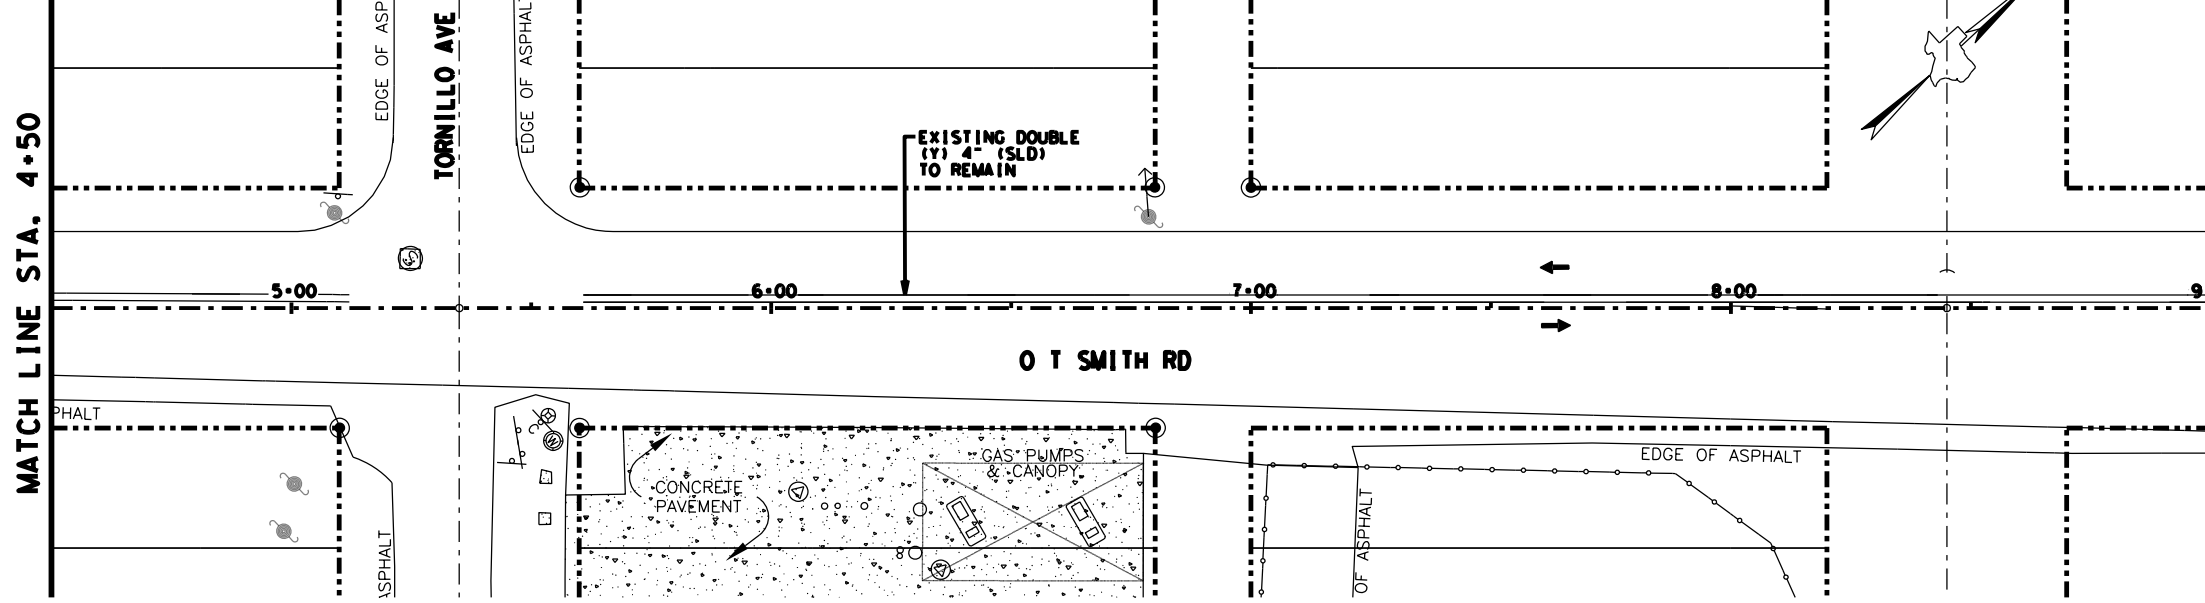 MATCH LINE STA. 4+50
EDGE OF ASP
TORNILLO AVE
EDGE OF ASPHALT
EXISTING DOUBLE
(Y) 4" (SLD)
TO REMAIN
5+00
6+00
7+00
8+00
9
O T SMITH RD
PHALT
W
GAS PUMPS
& CANOPY
EDGE OF ASPHALT
CONCRETE
PAVEMENT
ASPHALT
OF ASPHALT